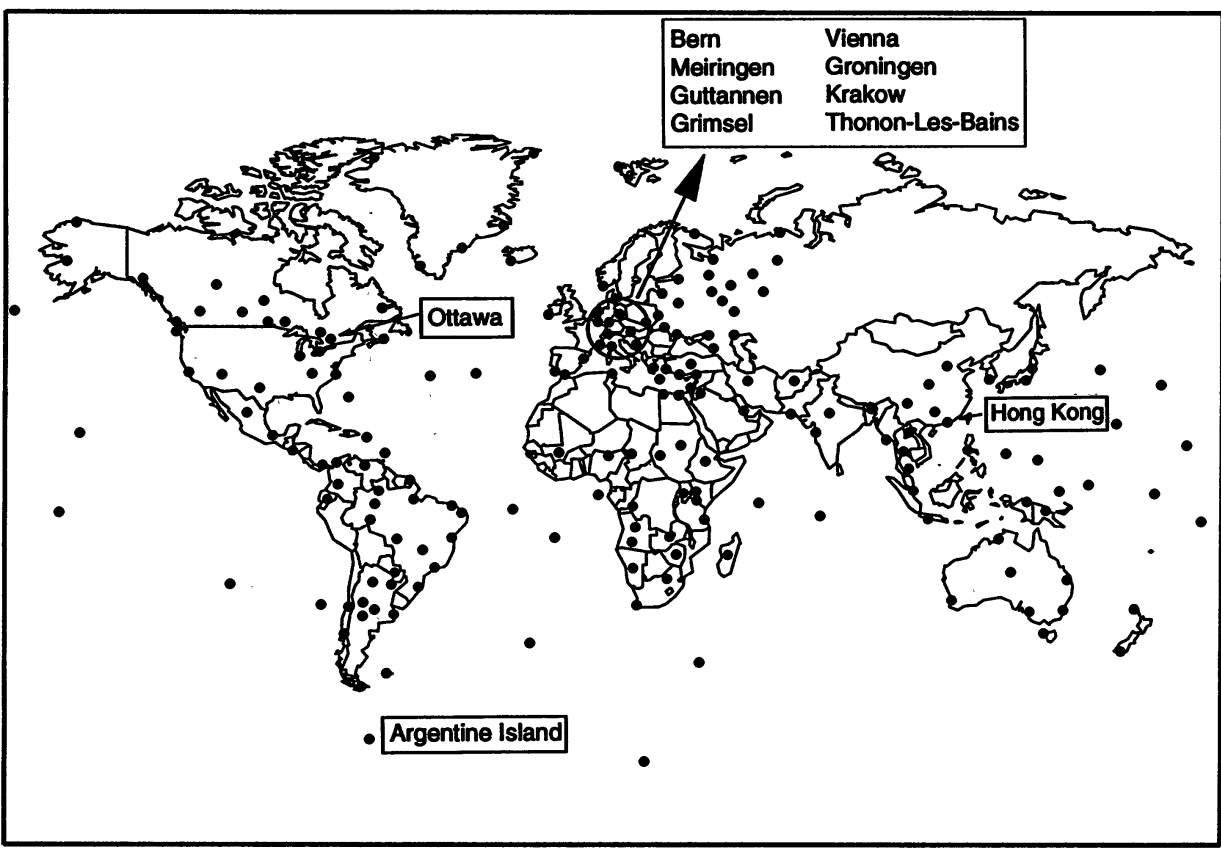 Bern Vienna
Meiringen Groningen
Guttannen Krakow
Grimsel Thonon-Les-Bains
Ottawa
Hong Kong
Argentine Island